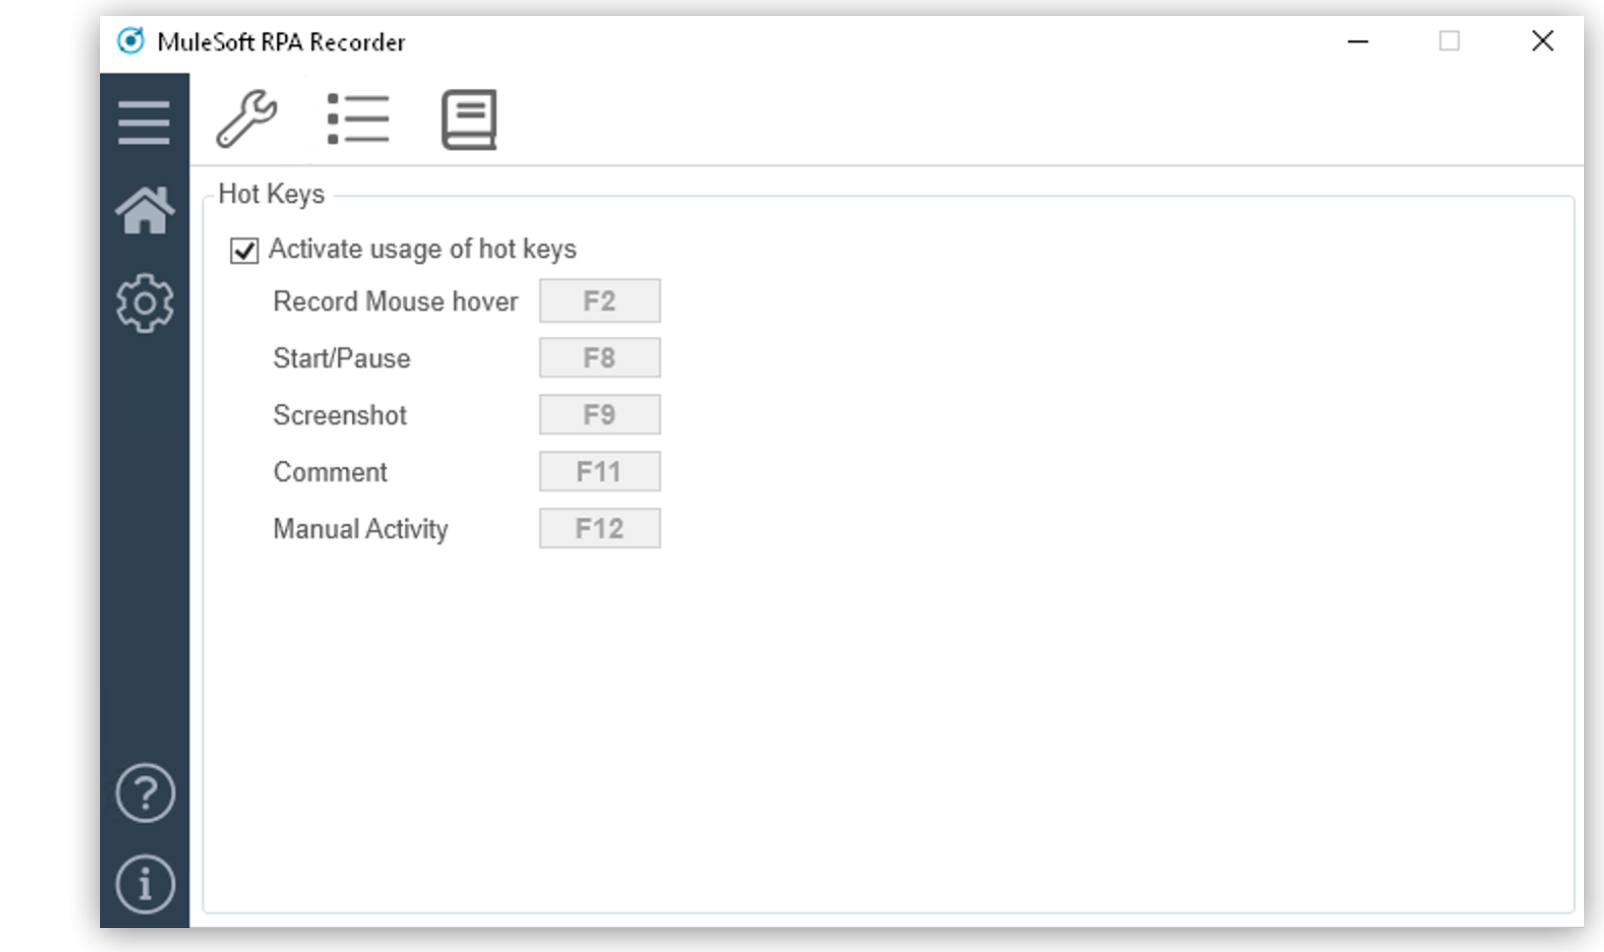 MuleSoft RPA Recorder
Hot Keys
Activate usage of hot keys
Record Mouse hover F2
Start/Pause F8
Screenshot F9
Comment F11
Manual Activity F12